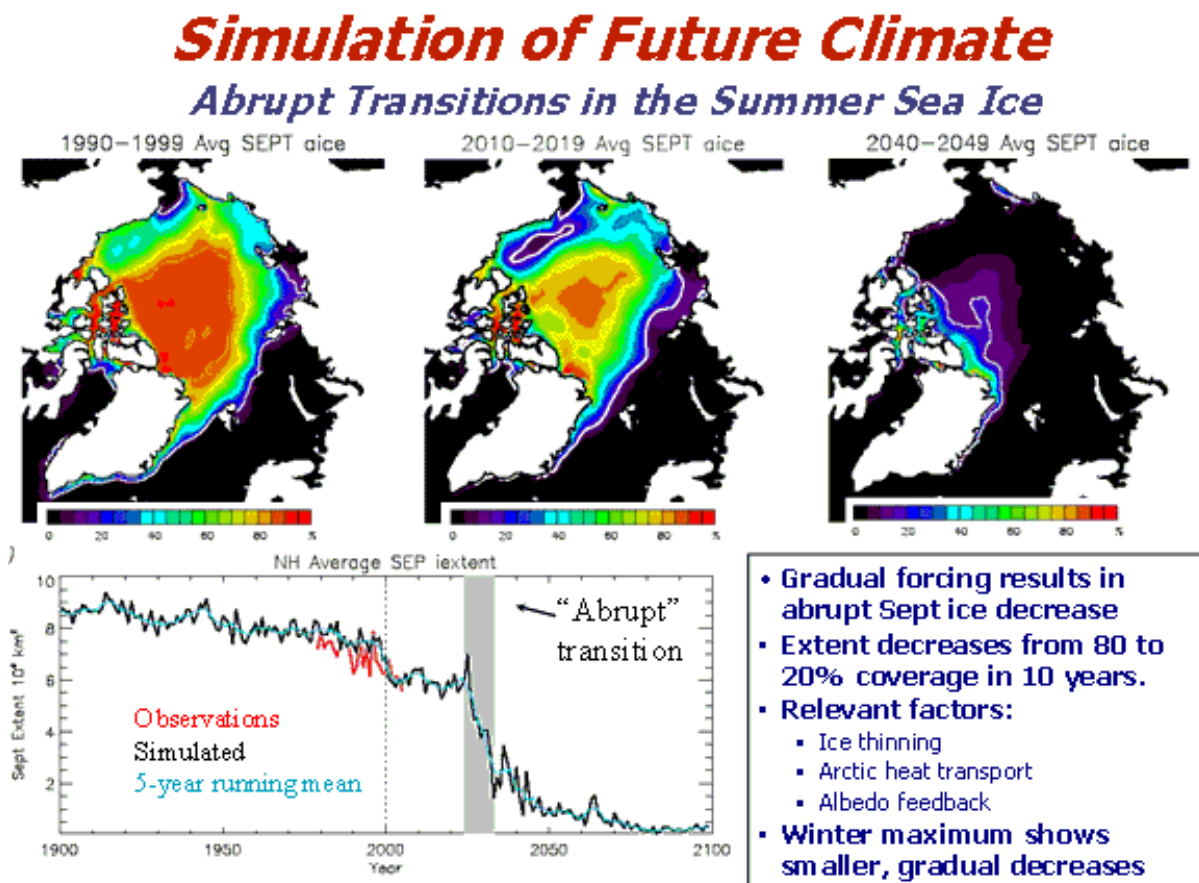 Simulation of Future Climate
Abrupt Transitions in the Summer Sea Ice
1990-1999 Avg SEPT aice
2010-2019 Avg SEPT aice
2040-2049 Avg SEPT aice
0 20 40 60 80 %
0 20 40 60 80 %
0 20 40 60 80 %
)
NH Average SEP iextent
Sept Extent 10⁶ km²
10
8
6
4
2
"Abrupt"
transition
Observations
Simulated
5-year running mean
1900 1950 2000 2050 2100
Year
• Gradual forcing results in
abrupt Sept ice decrease
• Extent decreases from 80 to
20% coverage in 10 years.
• Relevant factors:
▪ Ice thinning
▪ Arctic heat transport
▪ Albedo feedback
• Winter maximum shows
smaller, gradual decreases